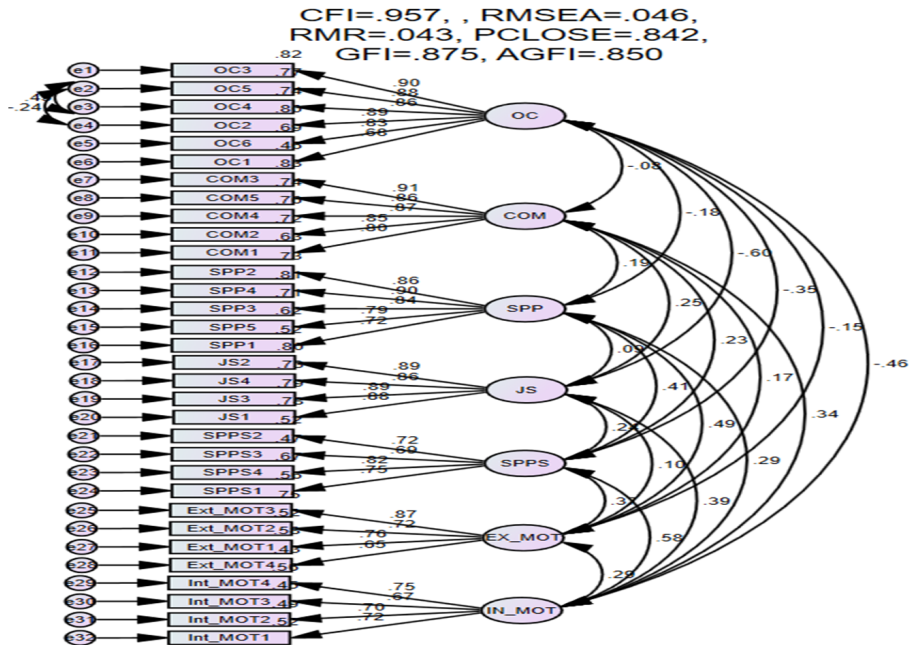 CFI=.957, , RMSEA=.046,
RMR=.043, PCLOSE=.842,
GFI=.875, AGFI=.850
.82
e1 OC3
e2 OC5
e3 OC4
e4 OC2
e5 OC6
e6 OC1
e7 COM3
e8 COM5
e9 COM4
e10 COM2
e11 COM1
e12 SPP2
e13 SPP4
e14 SPP3
e15 SPP5
e16 SPP1
e17 JS2
e18 JS4
e19 JS3
e20 JS1
e21 SPPS2
e22 SPPS3
e23 SPPS4
e24 SPPS1
e25 Ext_MOT3
e26 Ext_MOT2
e27 Ext_MOT1
e28 Ext_MOT4
e29 Int_MOT4
e30 Int_MOT3
e31 Int_MOT2
e32 Int_MOT1
-.24
.90
.88
.86
.89
.83
.68
.91
.86
.87
.85
.80
.86
.90
.84
.79
.72
.89
.86
.89
.88
.72
.69
.82
.75
.87
.72
.76
.65
.75
.67
.70
.72
OC
COM
SPP
JS
SPPS
EX_MOT
IN_MOT
-.08
-.18
-.60
-.35
-.15
-.46
.19
.25
.23
.17
.34
.09
.41
.49
.29
.10
.39
.58
.29